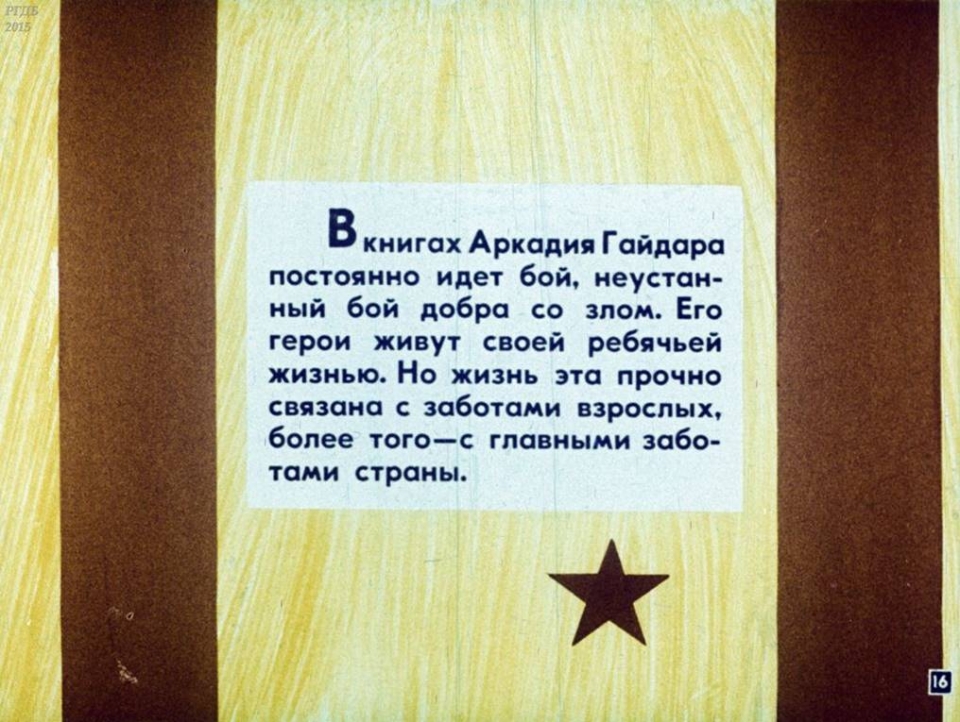 РГДБ
2015
В книгах Аркадия Гайдара
постоянно идет бой, неустан-
ный бой добра со злом. Его
герои живут своей ребячьей
жизнью. Но жизнь эта прочно
связана с заботами взрослых,
более того—с главными забо-
тами страны.
16